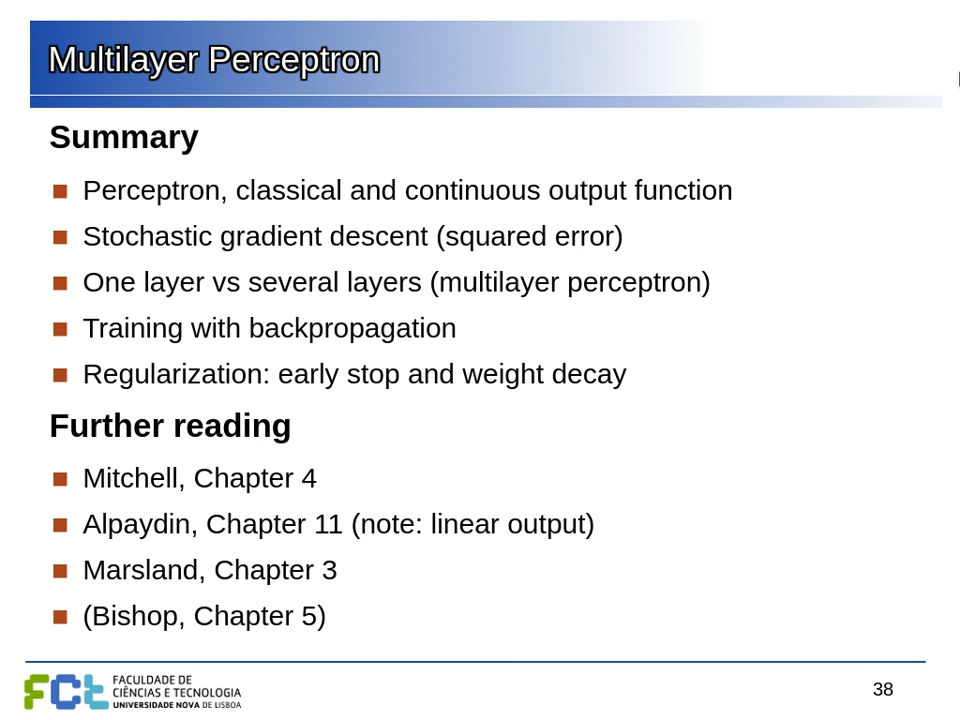 Multilayer Perceptron
Summary
Perceptron, classical and continuous output function
Stochastic gradient descent (squared error)
One layer vs several layers (multilayer perceptron)
Training with backpropagation
Regularization: early stop and weight decay
Further reading
Mitchell, Chapter 4
Alpaydin, Chapter 11 (note: linear output)
Marsland, Chapter 3
(Bishop, Chapter 5)
FCt
FACULDADE DE
CIÊNCIAS E TECNOLOGIA
UNIVERSIDADE NOVA DE LISBOA
38